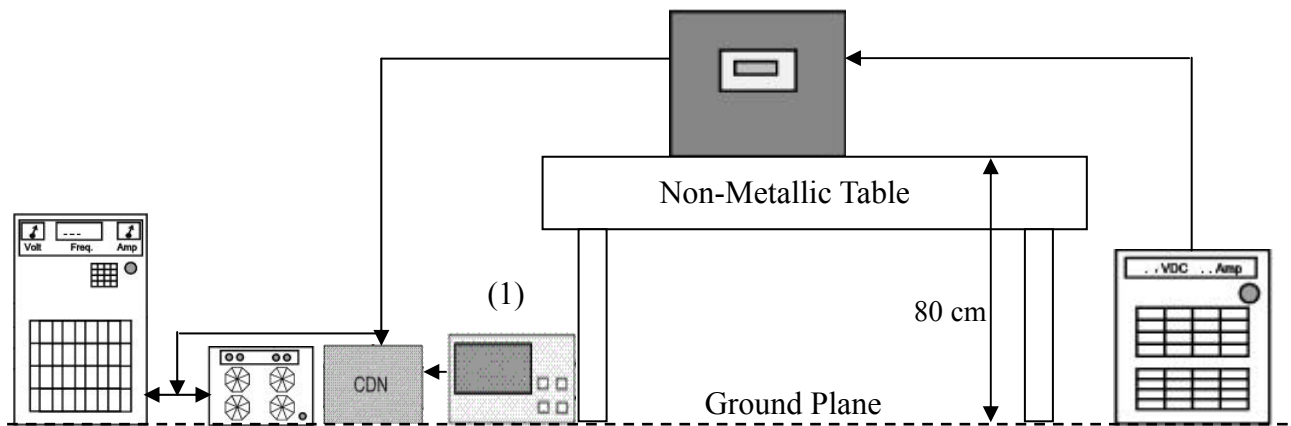 Non-Metallic Table
Volt Freq. Amp
. , VDC . . Amp
(1)
80 cm
CDN
Ground Plane